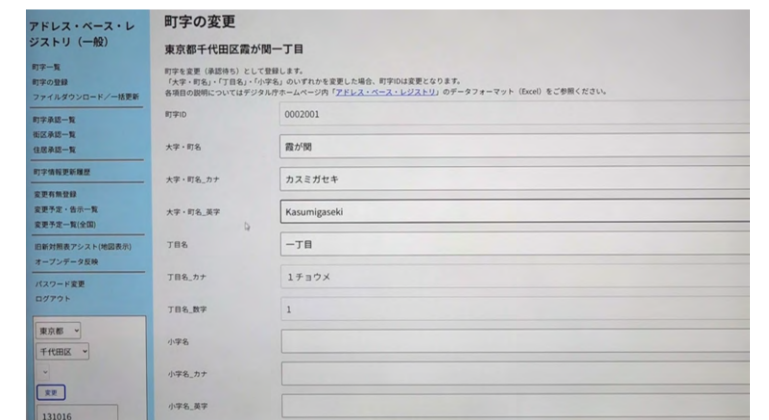 アドレス・ベース・レ
ジストリ（一般）
町字一覧
町字の登録
ファイルダウンロード／一括更新
町字承認一覧
街区承認一覧
住居承認一覧
町字情報更新履歴
変更有無登録
変更予定・告示一覧
変更予定一覧(全国)
旧新対照表アシスト(地図表示)
オープンデータ反映
パスワード変更
ログアウト
東京都
千代田区
変更
131016
町字の変更
東京都千代田区霞が関一丁目
町字を変更（承認待ち）として登録します。
「大字・町名」・「丁目名」・「小字名」のいずれかを変更した場合、町字IDは変更となります。
各項目の説明についてはデジタル庁ホームページ内「アドレス・ベース・レジストリ」のデータフォーマット（Excel）をご参照ください。
町字ID 0002001
大字・町名 霞が関
大字・町名_カナ カスミガセキ
大字・町名_英字 Kasumigaseki
丁目名 一丁目
丁目名_カナ 1チョウメ
丁目名_数字 1
小字名
小字名_カナ
小字名_英字